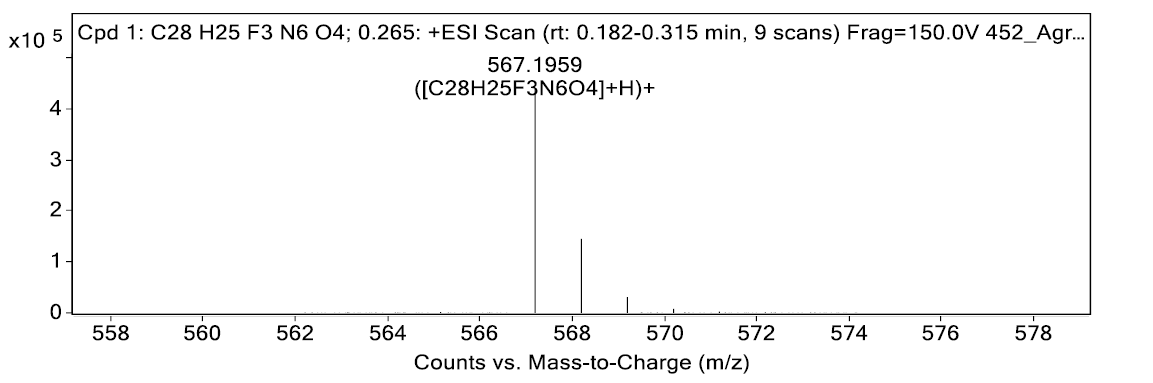 x10 5
Cpd 1: C28 H25 F3 N6 O4; 0.265: +ESI Scan (rt: 0.182-0.315 min, 9 scans) Frag=150.0V 452_Agr...
567.1959
([C28H25F3N6O4]+H)+
4
3
2
1
0
558 560 562 564 566 568 570 572 574 576 578
Counts vs. Mass-to-Charge (m/z)